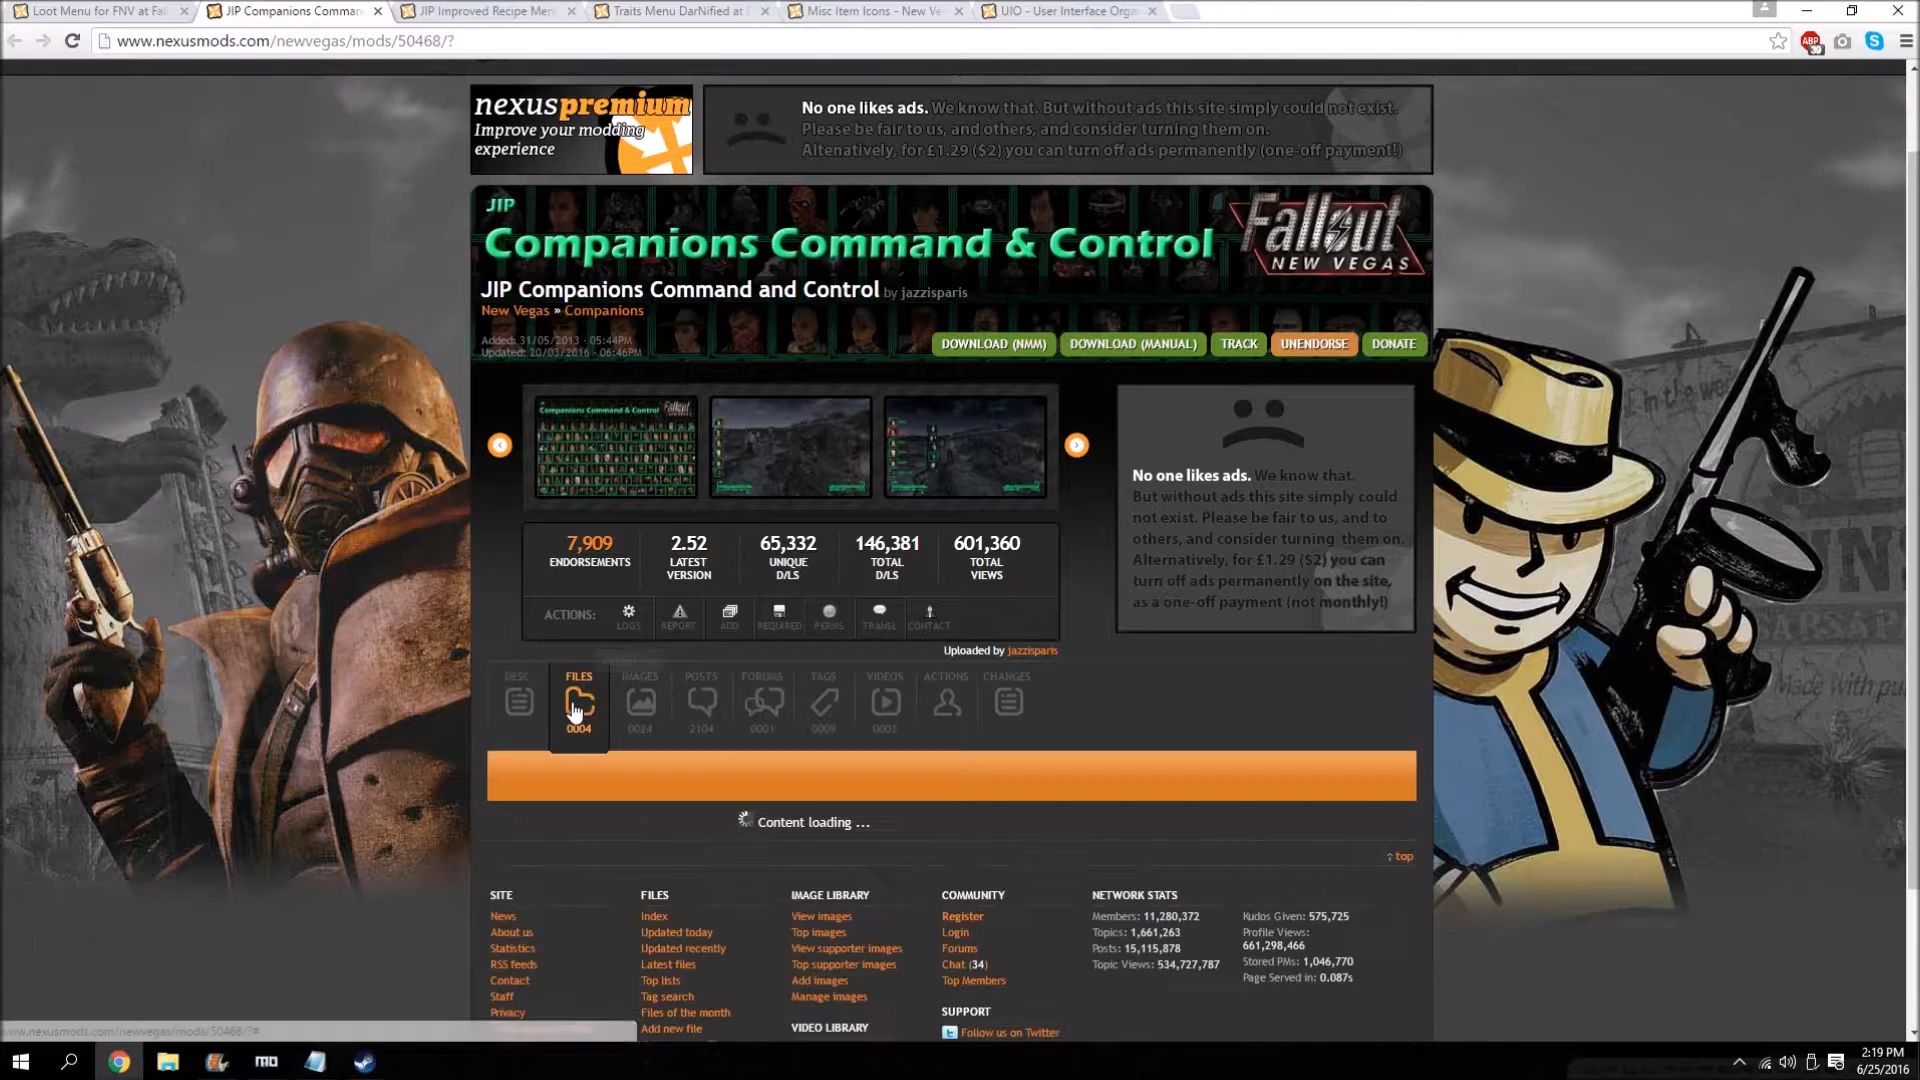 Loot Menu for FNV at Fal
JIP Companions Comman
JIP Improved Recipe Men
Traits Menu DarNified at
Misc Item Icons - New Ve
UIO - User Interface Orga
www.nexusmods.com/newvegas/mods/50468/?
ABP
39
nexuspremium
Improve your modding
experience
No one likes ads. We know that. But without ads this site simply could not exist.
Please be fair to us, and others, and consider turning them on.
Altenatively, for £1.29 ($2) you can turn off ads permanently (one-off payment!)
JIP
Companions Command & Control
Fallout
NEW VEGAS
JIP Companions Command and Control by jazzisparis
New Vegas » Companions
Added: 31/05/2013 - 05:44PM
Updated: 20/03/2016 - 06:46PM
DOWNLOAD (NMM)
DOWNLOAD (MANUAL)
TRACK
UNENDORSE
DONATE
Companions Command & Control
Fallout
No one likes ads. We know that.
But without ads this site simply could
not exist. Please be fair to us, and to
others, and consider turning them on.
Alternatively, for £1.29 ($2) you can
turn off ads permanently on the site,
as a one-off payment (not monthly!)
7,909
ENDORSEMENTS
2.52
LATEST
VERSION
65,332
UNIQUE
D/LS
146,381
TOTAL
D/LS
601,360
TOTAL
VIEWS
ACTIONS:
LOGS
REPORT
ADD
REQUIRED
PERMS
TRANSL
CONTACT
Uploaded by jazzisparis
DESC
FILES
0004
IMAGES
0024
POSTS
2104
FORUMS
0001
TAGS
0009
VIDEOS
0003
ACTIONS
CHANGES
Content loading ...
top
SITE
News
About us
Statistics
RSS feeds
Contact
Staff
Privacy
FILES
Index
Updated today
Updated recently
Latest files
Top lists
Tag search
Files of the month
Add new file
IMAGE LIBRARY
View images
Top images
View supporter images
Top supporter images
Add images
Manage images
VIDEO LIBRARY
COMMUNITY
Register
Login
Forums
Chat (34)
Top Members
SUPPORT
Follow us on Twitter
NETWORK STATS
Members: 11,280,372
Topics: 1,661,263
Posts: 15,115,878
Topic Views: 534,727,787
Kudos Given: 575,725
Profile Views:
661,298,466
Stored PMs: 1,046,770
Page Served in: 0.087s
www.nexusmods.com/newvegas/mods/50468/?#
MO
2:19 PM
6/25/2016